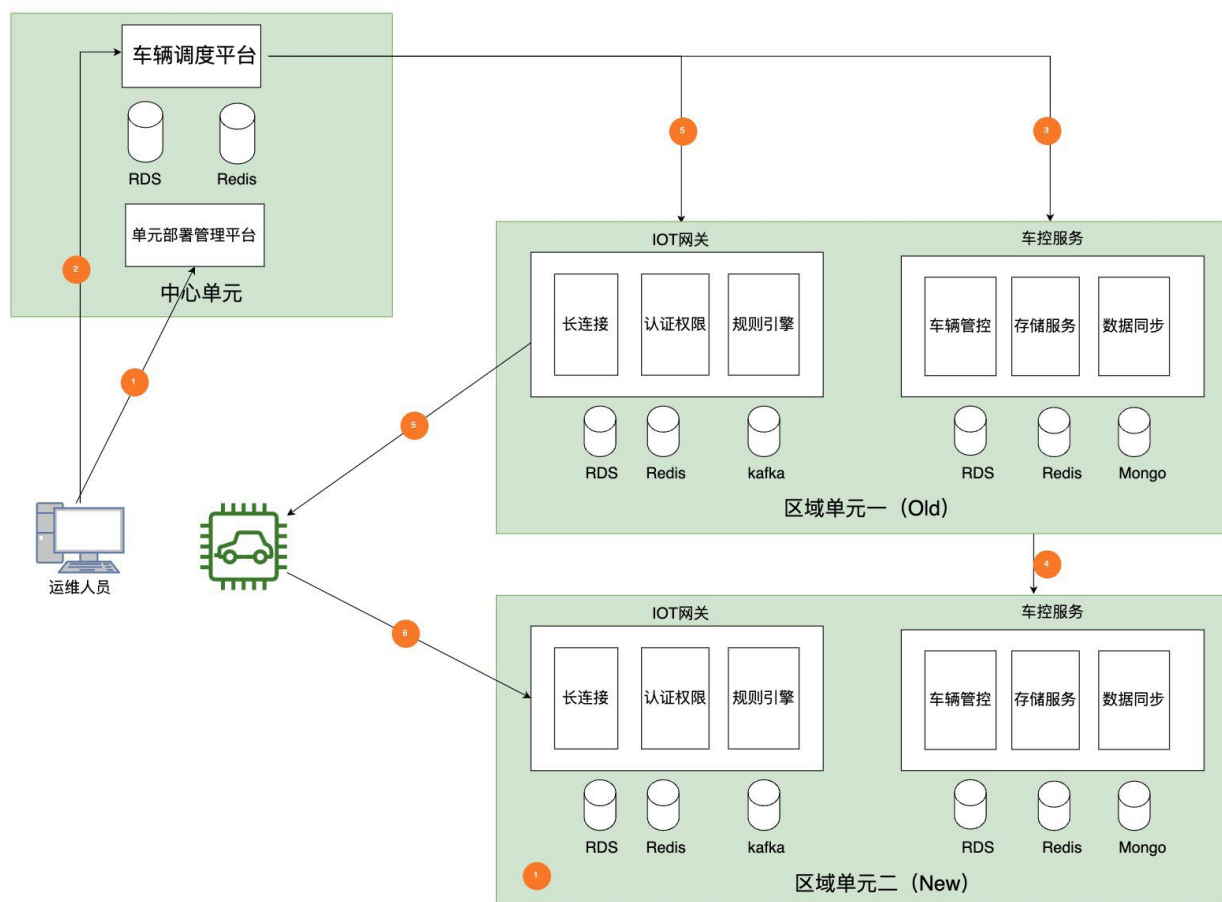 车辆调度平台
RDS
Redis
单元部署管理平台
中心单元
2
1
5
3
IOT网关
车控服务
长连接
认证权限
规则引擎
车辆管控
存储服务
数据同步
RDS
Redis
kafka
RDS
Redis
Mongo
区域单元一（Old）
5
运维人员
4
6
IOT网关
车控服务
长连接
认证权限
规则引擎
车辆管控
存储服务
数据同步
RDS
Redis
kafka
RDS
Redis
Mongo
1
区域单元二（New）